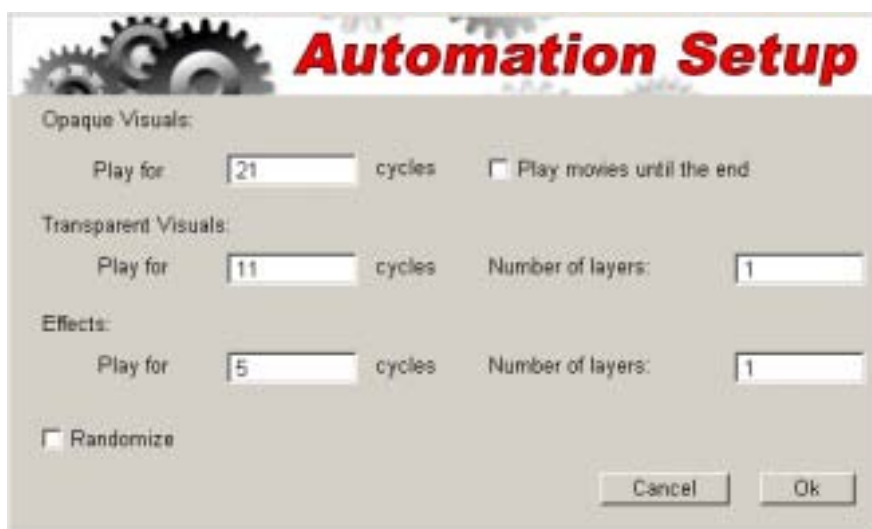 Automation Setup
Opaque Visuals:
Play for 21 cycles Play movies until the end
Transparent Visuals:
Play for 11 cycles Number of layers: 1
Effects:
Play for 5 cycles Number of layers: 1
Randomize
Cancel Ok